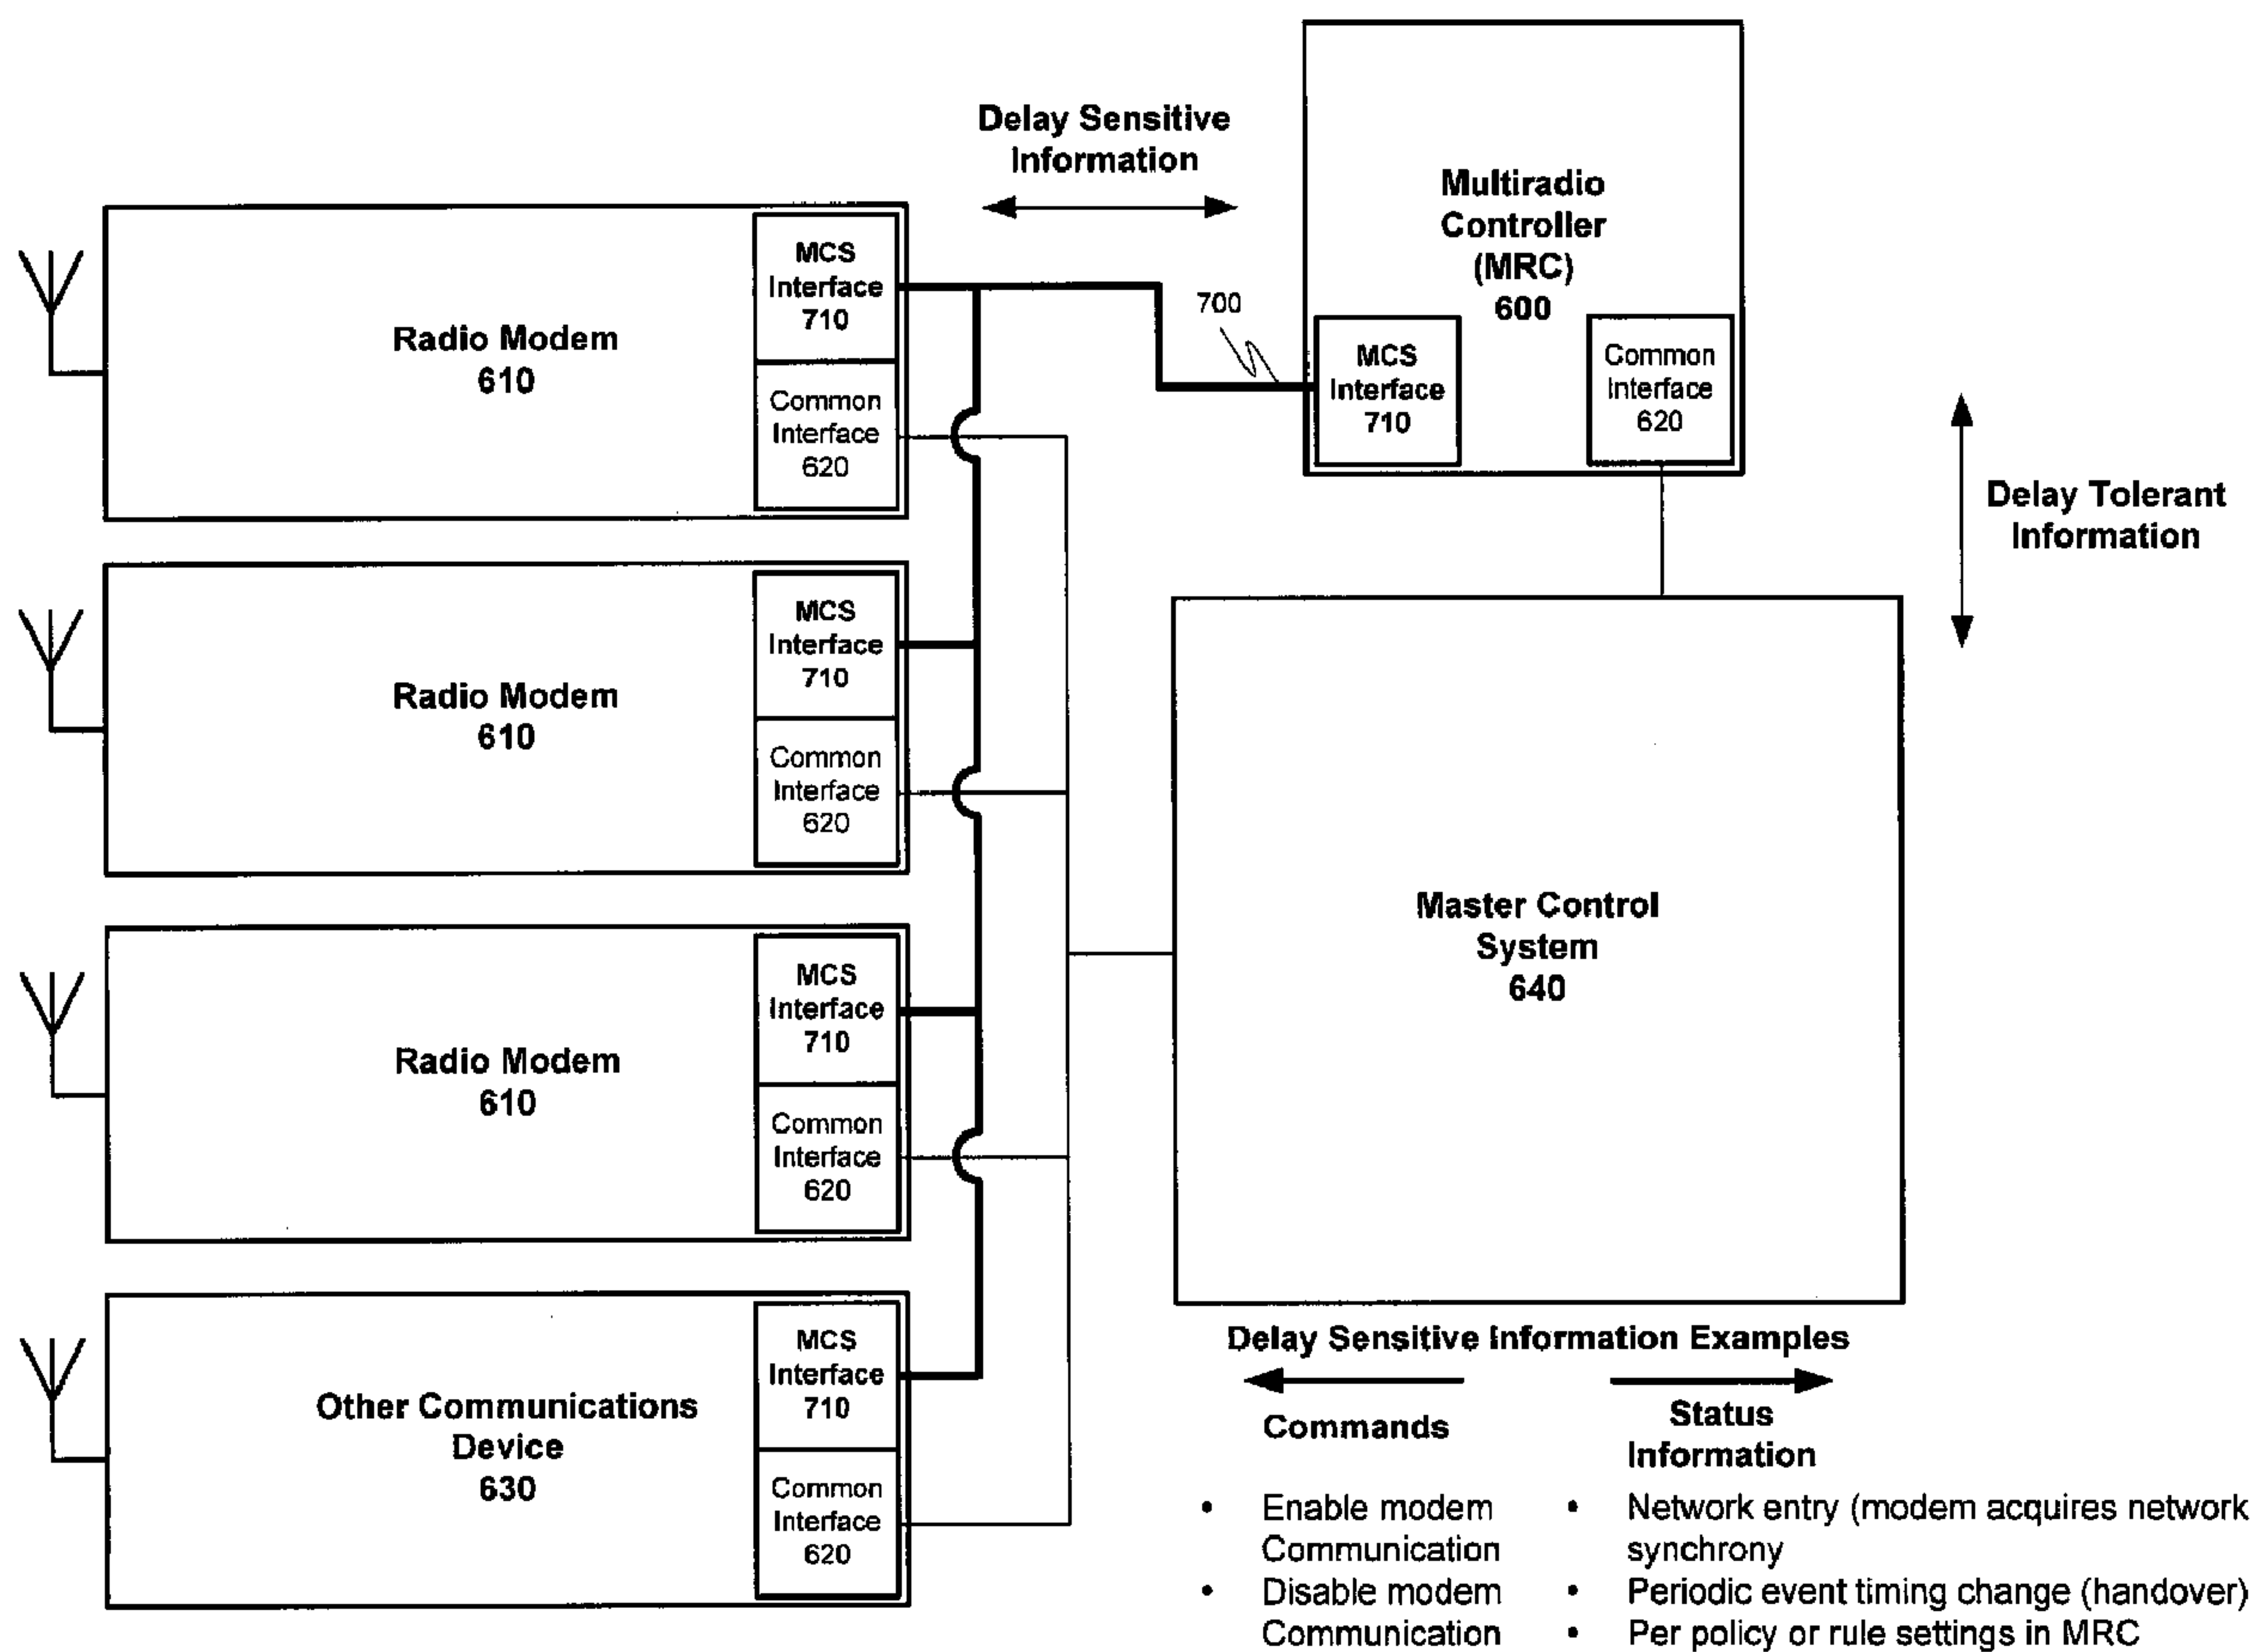 Delay Sensitive
Information
Multiradio
Controller
(MRC)
600
700
MCS
Interface
710
Common
Interface
620
Delay Tolerant
Information
Radio Modem
610
MCS
Interface
710
Common
Interface
620
Radio Modem
610
MCS
Interface
710
Common
Interface
620
Radio Modem
610
MCS
Interface
710
Common
Interface
620
Other Communications
Device
630
MCS
Interface
710
Common
Interface
620
Master Control
System
640
Delay Sensitive Information Examples
Commands
• Enable modem
Communication
• Disable modem
Communication
Status
Information
• Network entry (modem acquires network
synchrony
• Periodic event timing change (handover)
• Per policy or rule settings in MRC